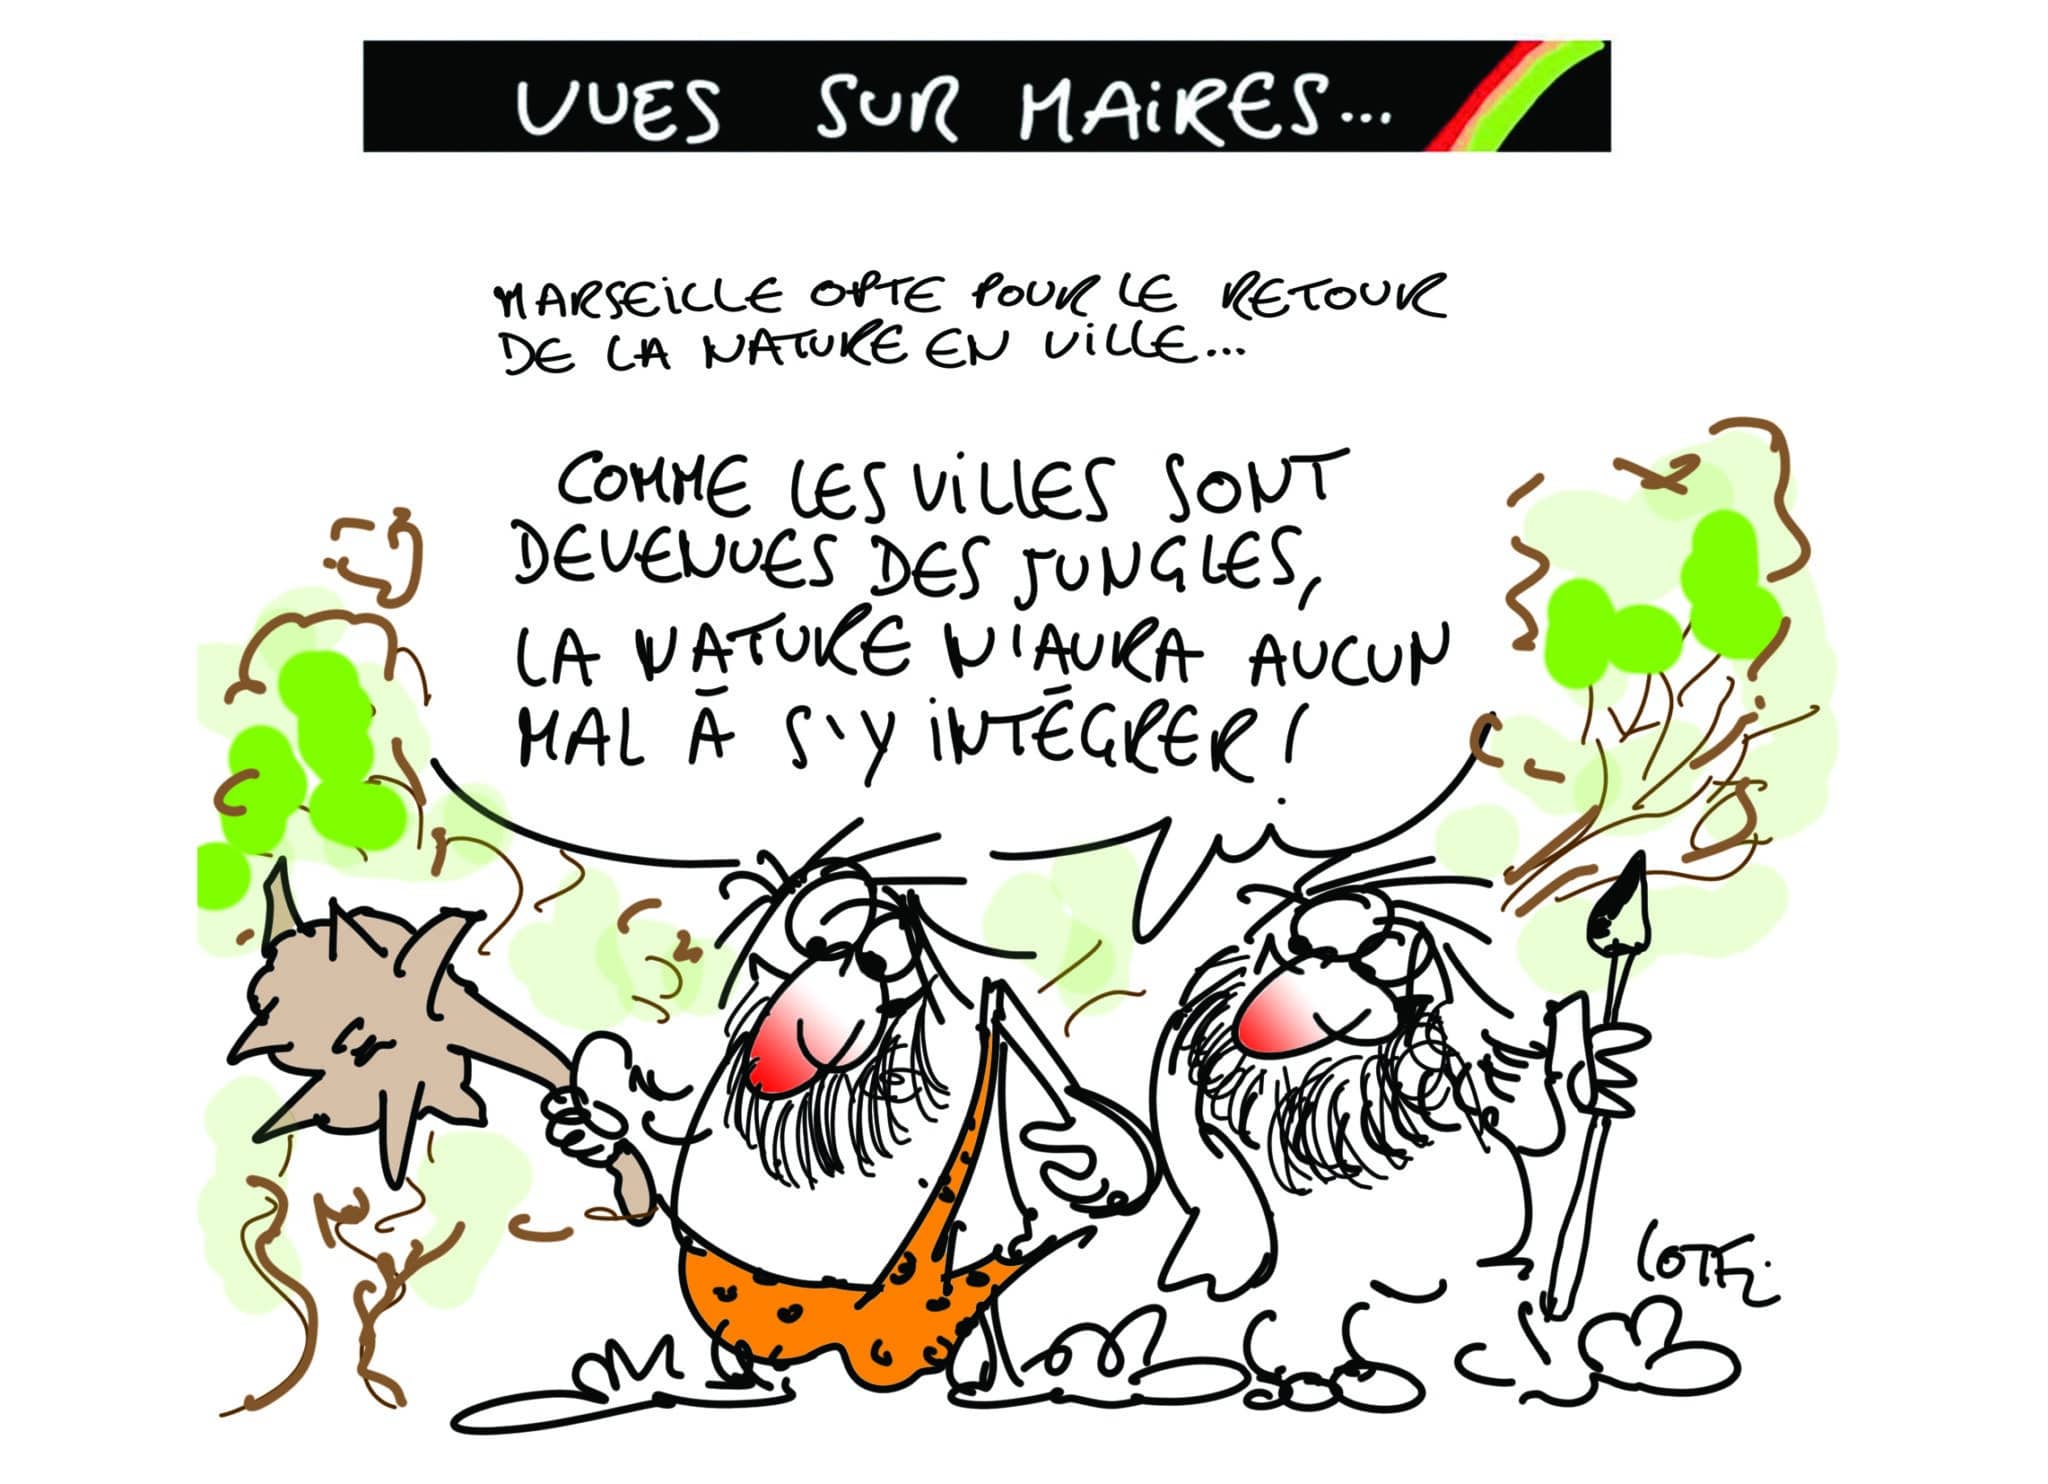 VUES SUR MAIRES...
MARSEILLE OPTE POUR LE RETOUR
DE LA NATURE EN VILLE...
COMME LES VILLES SONT
DEVENUES DES JUNGLES,
LA NATURE N'AURA AUCUN
MAL À S'Y INTÉGRER !